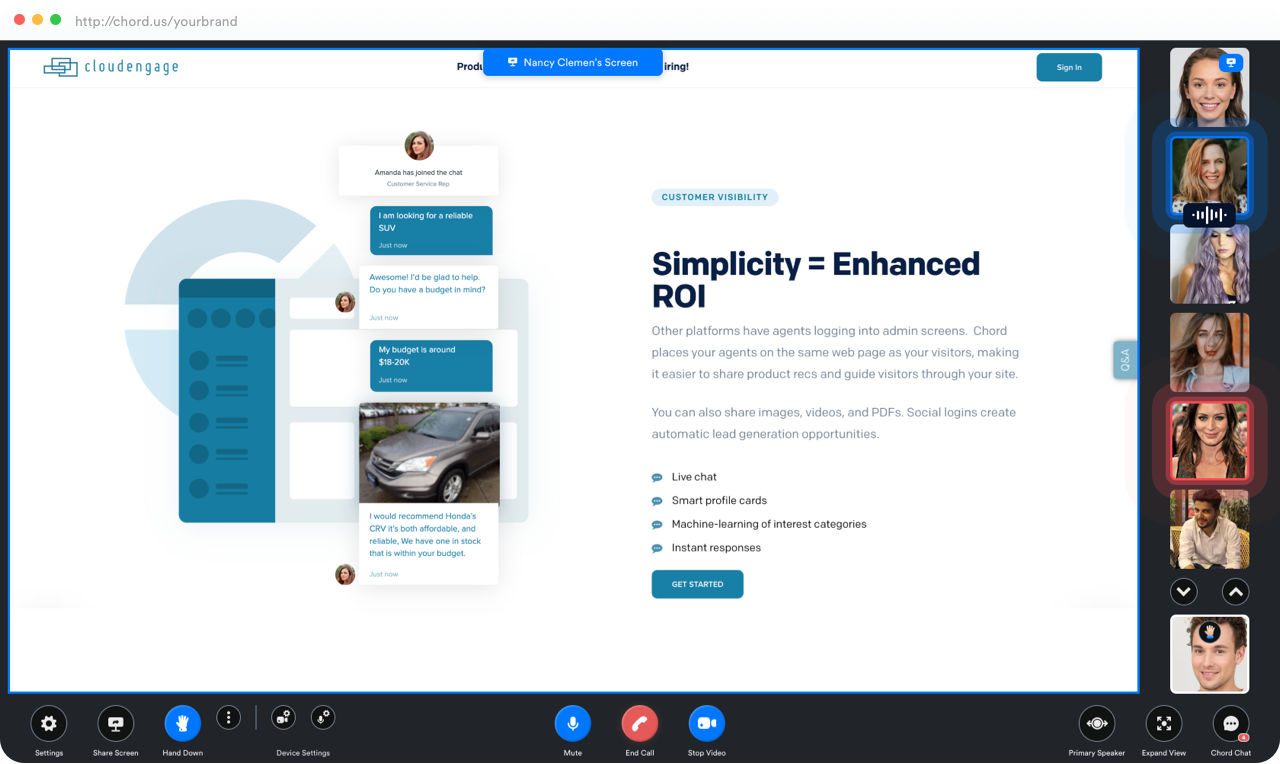 http://chord.us/yourbrand
cloudengage
Nancy Clemen's Screen
iring!
Sign In
Amanda has joined the chat
Customer Service Rep
I am looking for a reliable
SUV
Just now
Awesome! I'd be glad to help.
Do you have a budget in mind?
Just now
My budget is around
$18-20K
Just now
I would recommend Honda's
CRV it's both affordable, and
reliable, We have one in stock
that is within your budget.
Just now
CUSTOMER VISIBILITY
Simplicity = Enhanced
ROI
Other platforms have agents logging into admin screens. Chord
places your agents on the same web page as your visitors, making
it easier to share product recs and guide visitors through your site.
You can also share images, videos, and PDFs. Social logins create
automatic lead generation opportunities.
Live chat
Smart profile cards
Machine-learning of interest categories
Instant responses
GET STARTED
Q&A
Settings
Share Screen
Hand Down
Device Settings
Mute
End Call
Stop Video
Primary Speaker
Expand View
Chord Chat
4